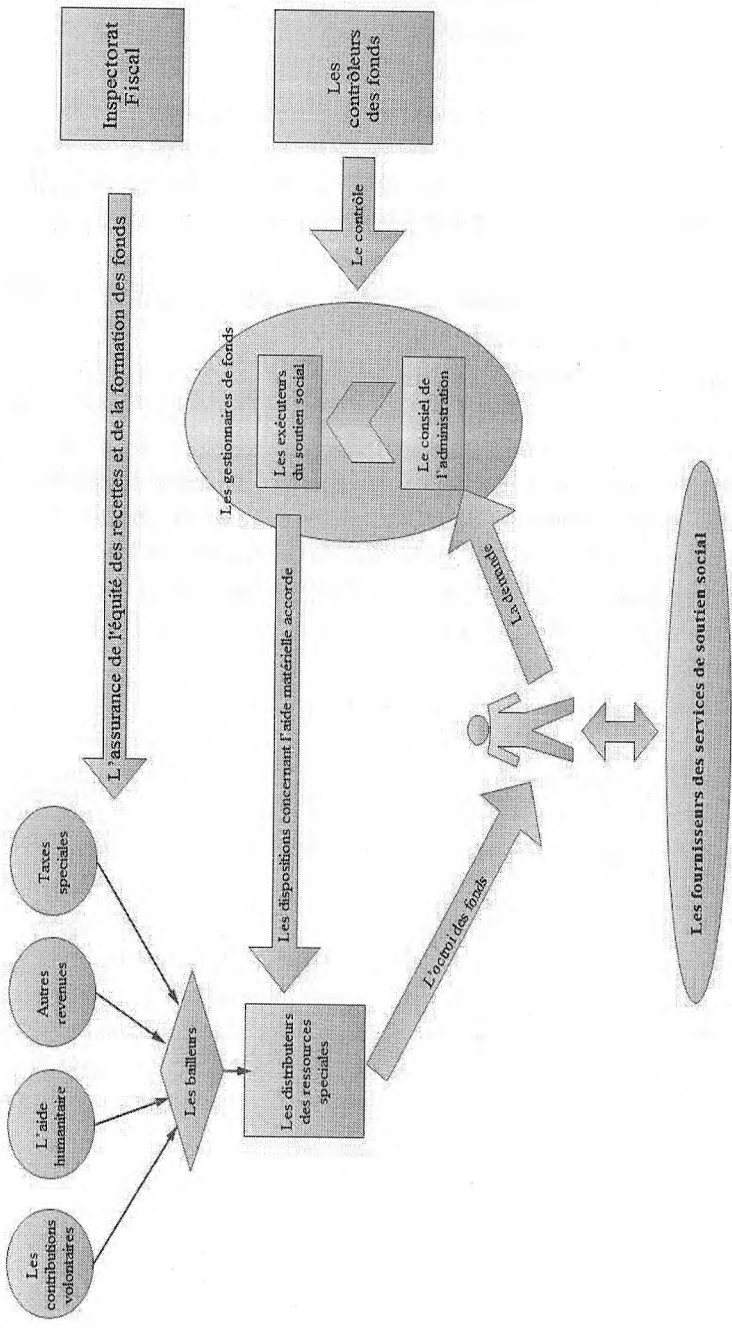 Les
contributions
volontaires
L'aide
humanitaire
Autres
revenues
Taxes
speciales
L'assurance de l'équité des recettes et de la formation des fonds
Inspectorat
Fiscal
Les bailleurs
Les distributeurs
des ressources
speciales
Les dispositions concernant l'aide matérielle accorde
Les gestionnaires de fonds
Les exécuteurs
du soutien social
Le consiel de
l'administration
Le contrôle
Les
contrôleurs
des fonds
L'octroi des fonds
La demande
Les fournisseurs des services de soutien social